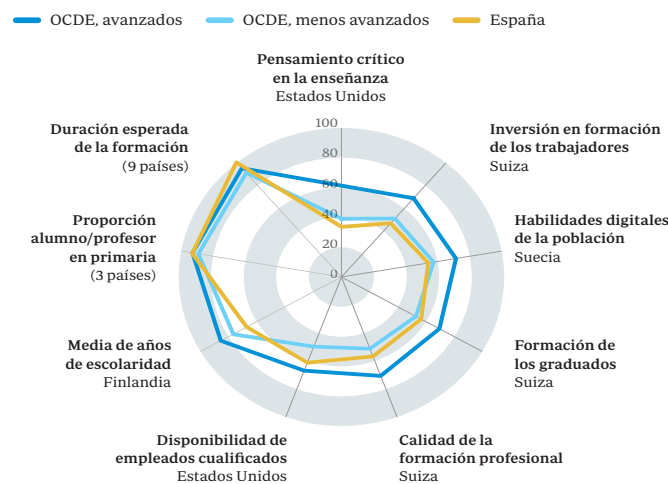 OCDE, avanzados
OCDE, menos avanzados
España
Pensamiento crítico
en la enseñanza
Estados Unidos
Duración esperada
de la formación
(9 países)
Inversión en formación
de los trabajadores
Suiza
Proporción
alumno/profesor
en primaria
(3 países)
Habilidades digitales
de la población
Suecia
100
80
60
40
20
0
Media de años
de escolaridad
Finlandia
Formación de
los graduados
Suiza
Disponibilidad de
empleados cualificados
Estados Unidos
Calidad de la
formación profesional
Suiza